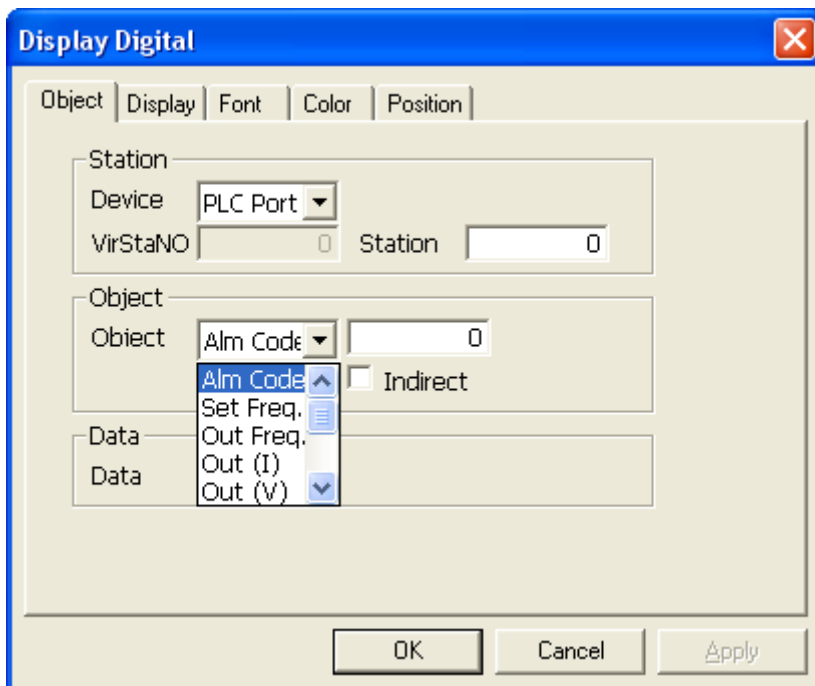 Display Digital
Object Display Font Color Position
Station
Device PLC Port
VirStaNO 0 Station 0
Object
Obiect Alm Code 0
Alm Code Indirect
Set Freq.
Out Freq.
Data
Out (I)
Data
Out (V)
OK Cancel Apply